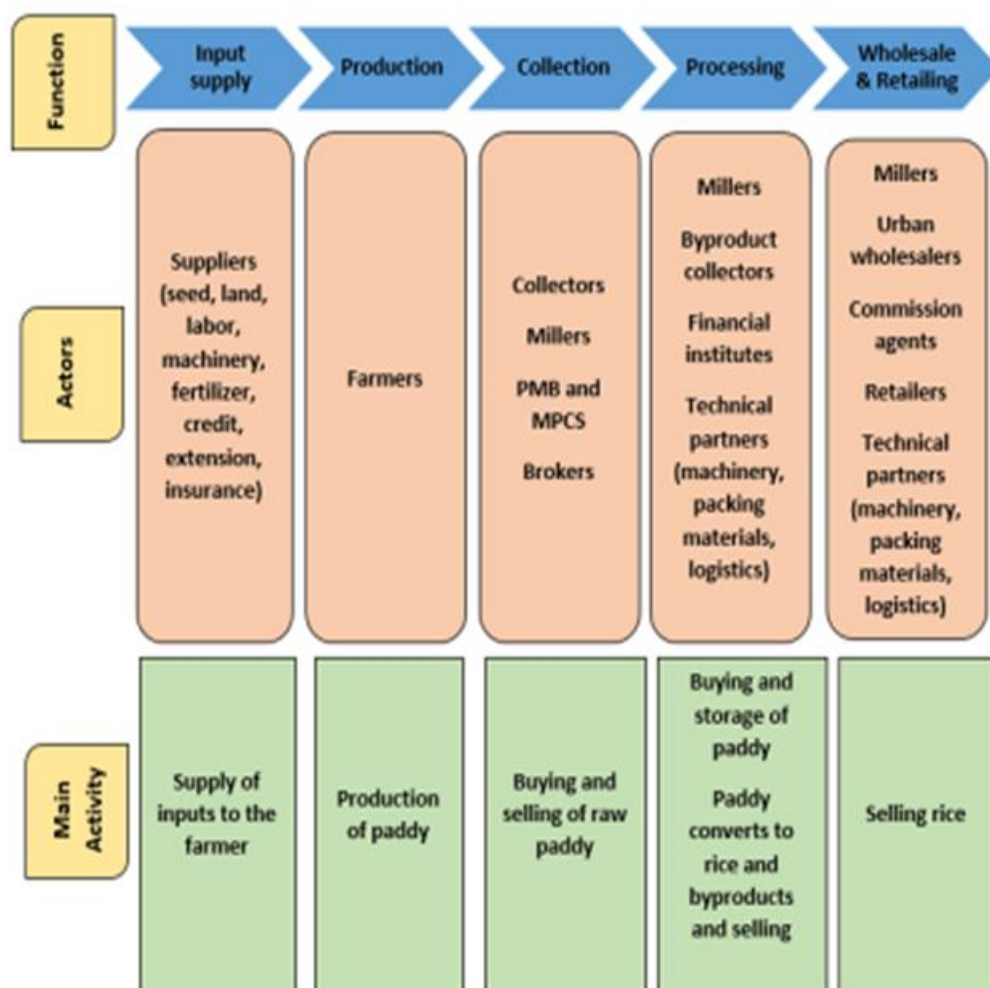 Function
Input
supply
Production
Collection
Processing
Wholesale
& Retailing
Actors
Suppliers
(seed, land,
labor,
machinery,
fertilizer,
credit,
extension,
insurance)
Farmers
Collectors
Millers
PMB and
MPCS
Brokers
Millers
Byproduct
collectors
Financial
institutes
Technical
partners
(machinery,
packing
materials,
logistics)
Millers
Urban
wholesalers
Commission
agents
Retailers
Technical
partners
(machinery,
packing
materials,
logistics)
Main
Activity
Supply of
inputs to the
farmer
Production
of paddy
Buying and
selling of raw
paddy
Buying and
storage of
paddy
Paddy
converts to
rice and
byproducts
and selling
Selling rice